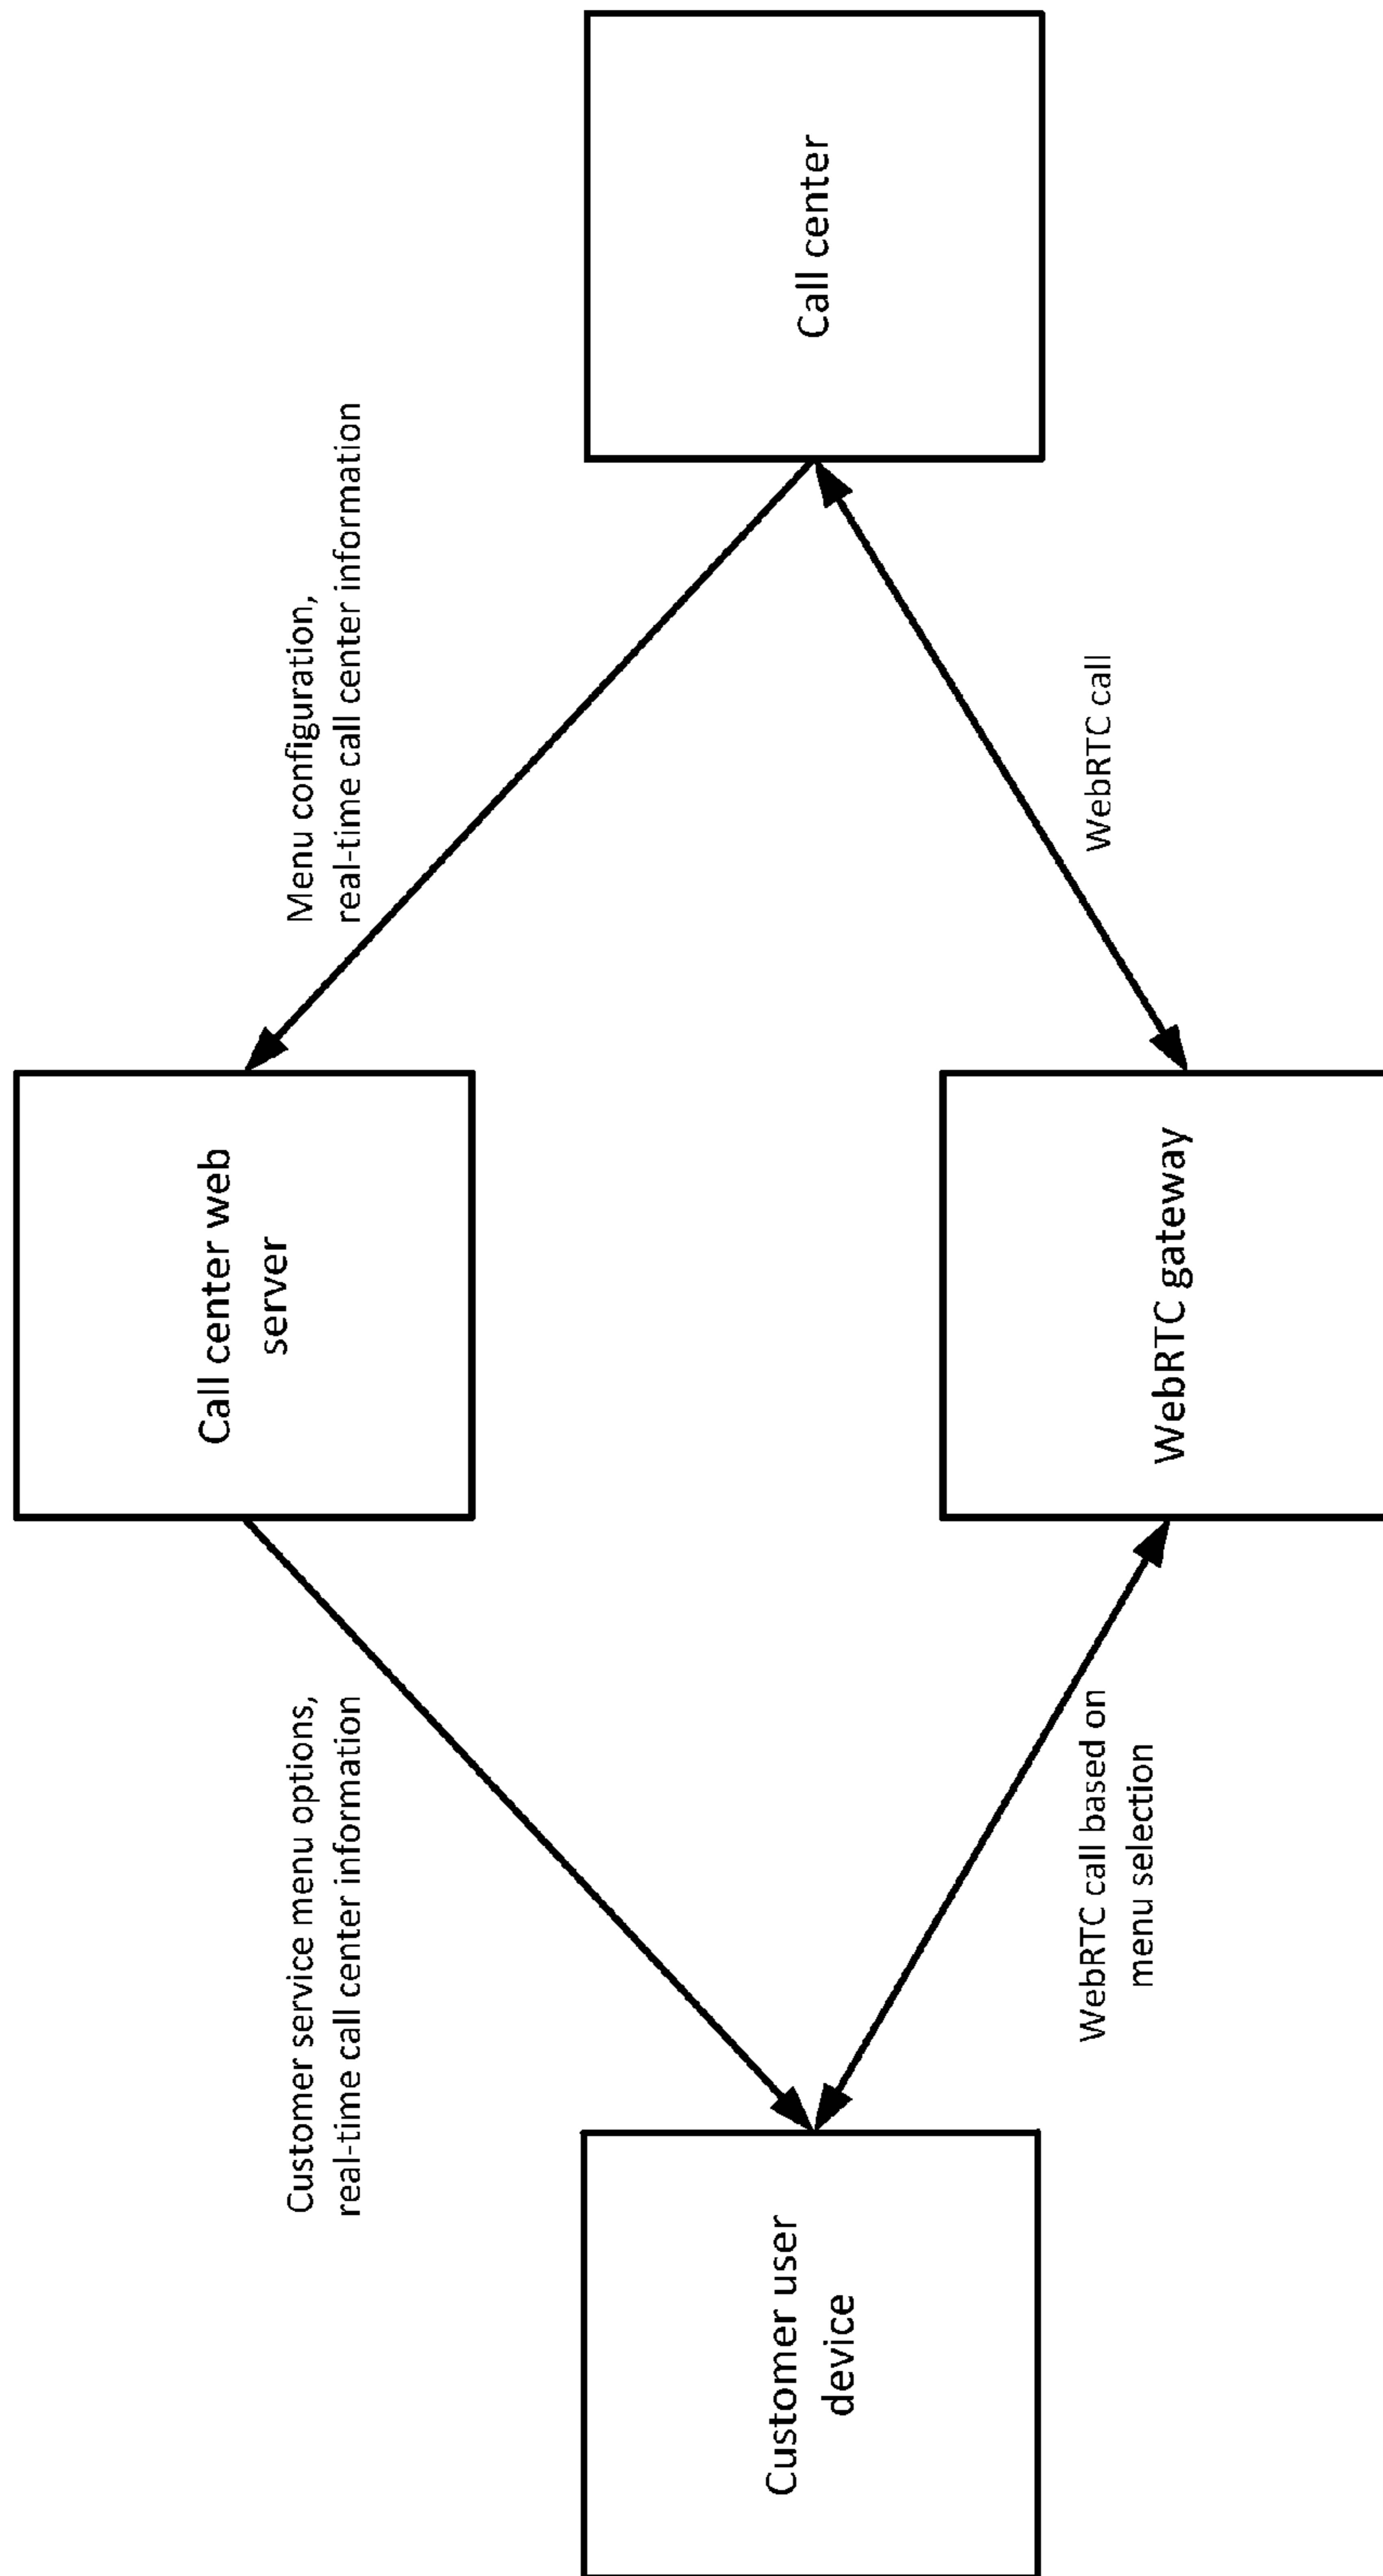 Call center web
server
Customer service menu options,
real-time call center information
Menu configuration,
real-time call center information
Customer user
device
Call center
WebRTC call based on
menu selection
WebRTC call
WebRTC gateway